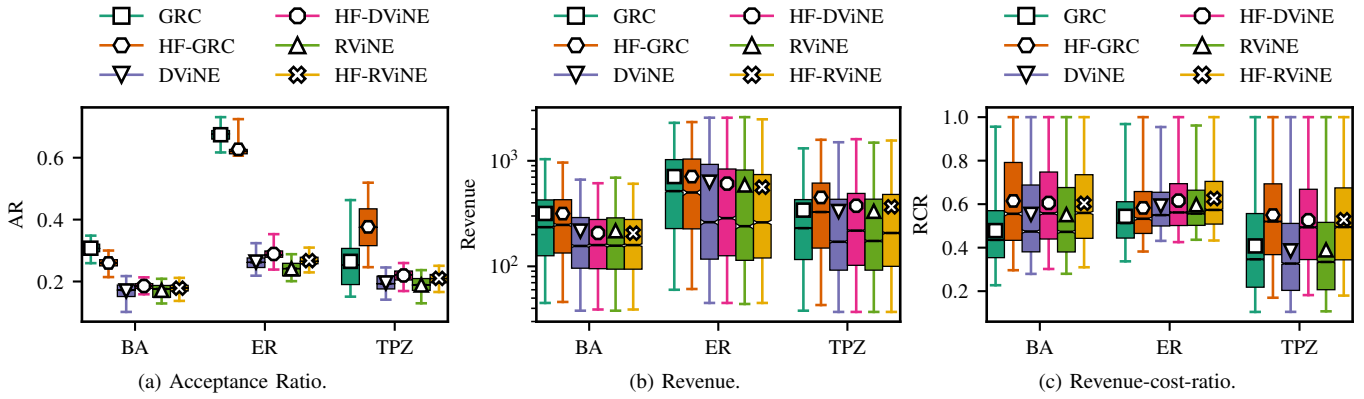 GRC
HF-DViNE
HF-GRC
RViNE
DViNE
HF-RViNE
AR
0.6
0.4
0.2
BA
ER
TPZ
(a) Acceptance Ratio.
GRC
HF-DViNE
HF-GRC
RViNE
DViNE
HF-RViNE
Revenue
10³
10²
BA
ER
TPZ
(b) Revenue.
GRC
HF-DViNE
HF-GRC
RViNE
DViNE
HF-RViNE
RCR
1.0
0.8
0.6
0.4
0.2
BA
ER
TPZ
(c) Revenue-cost-ratio.